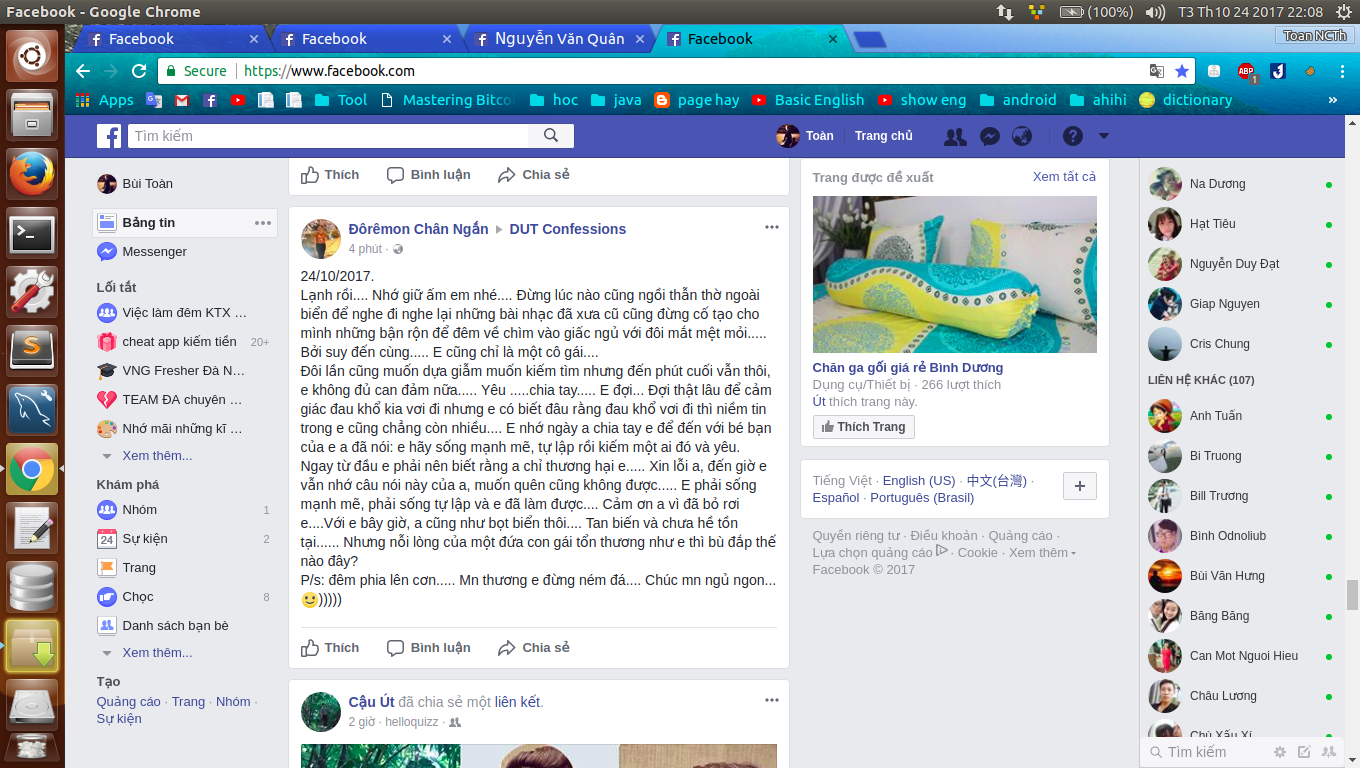 Facebook - Google Chrome
(100%)
T3 Th10 24 2017 22:08
Facebook
Facebook
Nguyễn Văn Quân
Facebook
Toan NCTh
Secure
https://www.facebook.com
ABP
1
Apps
Tool
Mastering Bitco
hoc
java
page hay
Basic English
show eng
android
ahihi
dictionary
»
Tìm kiếm
Toàn
Trang chủ
Bùi Toàn
Bảng tin
Messenger
Lối tắt
Việc làm đêm KTX ...
cheat app kiếm tiền 20+
VNG Fresher Đà N...
TEAM ĐA chuyên ...
Nhớ mãi những kĩ ...
Xem thêm...
Khám phá
Nhóm 1
24
Sự kiện 2
Trang
Chọc 8
Danh sách bạn bè
Xem thêm...
Tạo
Quảng cáo · Trang · Nhóm ·
Sự kiện
Thích Bình luận Chia sẻ
Đôrêmon Chân Ngắn DUT Confessions
4 phút ·
24/10/2017.
Lạnh rồi.... Nhớ giữ ấm em nhé.... Đừng lúc nào cũng ngồi thẫn thờ ngoài
biển để nghe đi nghe lại những bài nhạc đã xưa cũ cũng đừng cố tạo cho
mình những bận rộn để đêm về chìm vào giấc ngủ với đôi mắt mệt mỏi.....
Bởi suy đến cùng..... E cũng chỉ là một cô gái....
Đôi lần cũng muốn dựa giẫm muốn kiếm tìm nhưng đến phút cuối vẫn thôi,
e không đủ can đảm nữa..... Yêu .....chia tay..... E đợi... Đợi thật lâu để cảm
giác đau khổ kia vơi đi nhưng e có biết đâu rằng đau khổ vơi đi thì niềm tin
trong e cũng chẳng còn nhiều.... E nhớ ngày a chia tay e để đến với bé bạn
của e a đã nói: e hãy sống mạnh mẽ, tự lập rồi kiếm một ai đó và yêu.
Ngay từ đầu e phải nên biết rằng a chỉ thương hại e..... Xin lỗi a, đến giờ e
vẫn nhớ câu nói này của a, muốn quên cũng không được..... E phải sống
mạnh mẽ, phải sống tự lập và e đã làm được.... Cảm ơn a vì đã bỏ rơi
e....Với e bây giờ, a cũng như bọt biển thôi.... Tan biến và chưa hề tồn
tại...... Nhưng nỗi lòng của một đứa con gái tổn thương như e thì bù đắp thế
nào đây?
P/s: đêm phia lên cơn..... Mn thương e đừng ném đá.... Chúc mn ngủ ngon...
🙂)))))
Thích Bình luận Chia sẻ
Cậu Út đã chia sẻ một liên kết.
2 giờ · helloquizz ·
Trang được đề xuất Xem tất cả
Chăn ga gối giá rẻ Bình Dương
Dụng cụ/Thiết bị · 266 lượt thích
Út thích trang này.
Thích Trang
Tiếng Việt · English (US) · 中文(台灣) ·
Español · Português (Brasil)
Quyền riêng tư · Điều khoản · Quảng cáo ·
Lựa chọn quảng cáo · Cookie · Xem thêm
Facebook © 2017
Na Dương
Hạt Tiêu
Nguyễn Duy Đạt
Giap Nguyen
Cris Chung
LIÊN HỆ KHÁC (107)
Anh Tuấn
Bi Truong
Bill Trương
Bình Odnoliub
Bùi Văn Hưng
Băng Băng
Can Mot Nguoi Hieu
Châu Lương
Chù Xấu Xí
Tìm kiếm